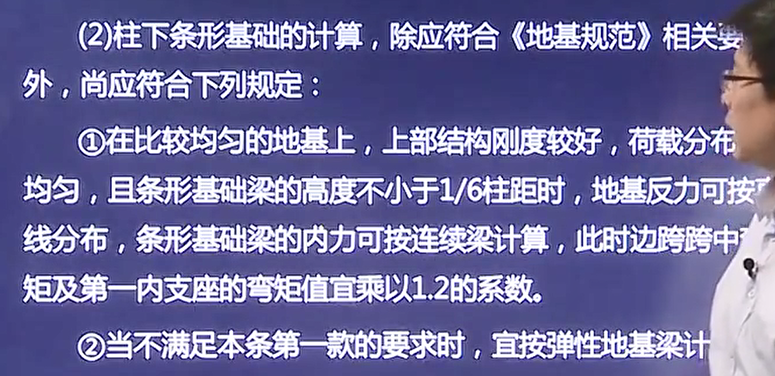 (2)柱下条形基础的计算，除应符合《地基规范》相关要
外，尚应符合下列规定：
①在比较均匀的地基上，上部结构刚度较好，荷载分布
均匀，且条形基础梁的高度不小于1/6柱距时，地基反力可按
线分布，条形基础梁的内力可按连续梁计算，此时边跨跨中
矩及第一内支座的弯矩值宜乘以1.2的系数。
②当不满足本条第一款的要求时，宜按弹性地基梁计